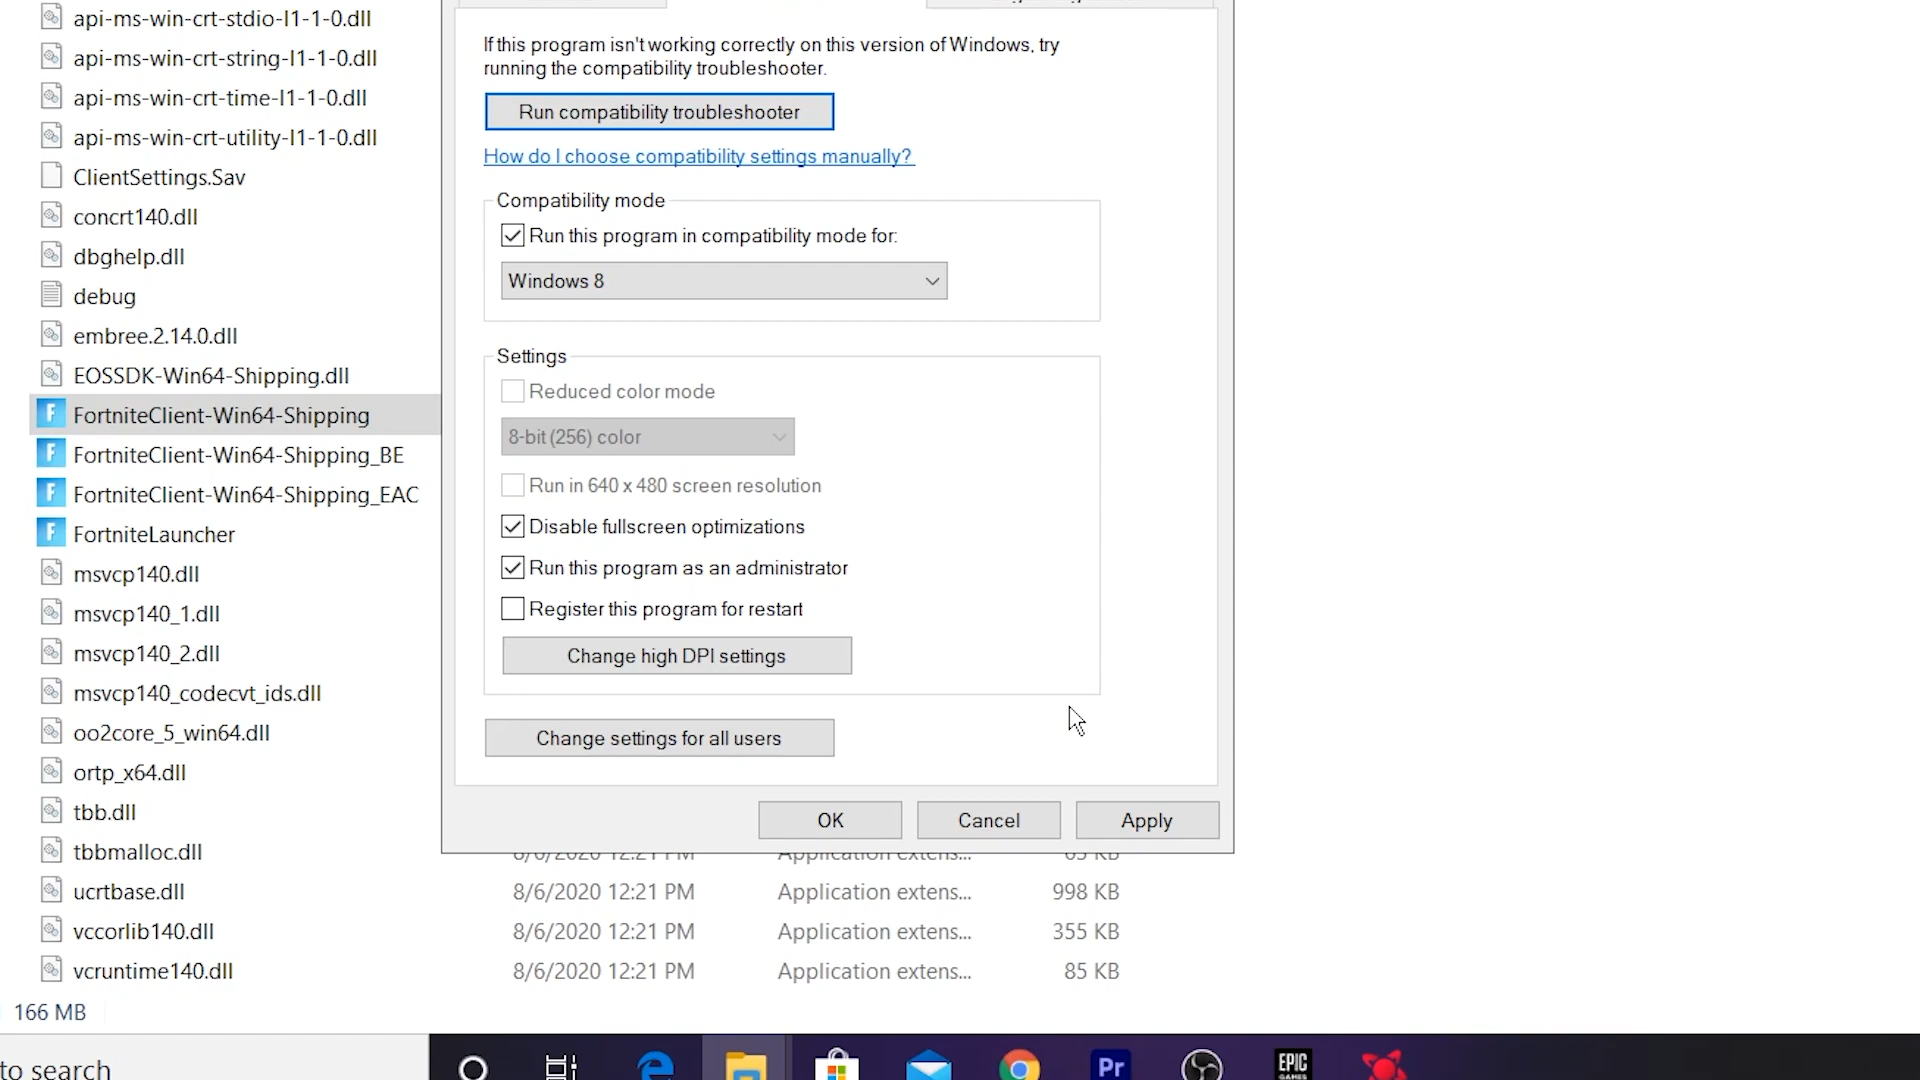 api-ms-win-crt-stdio-l1-1-0.dll
api-ms-win-crt-string-l1-1-0.dll
api-ms-win-crt-time-l1-1-0.dll
api-ms-win-crt-utility-l1-1-0.dll
ClientSettings.Sav
concrt140.dll
dbghelp.dll
debug
embree.2.14.0.dll
EOSSDK-Win64-Shipping.dll
FortniteClient-Win64-Shipping
FortniteClient-Win64-Shipping_BE
FortniteClient-Win64-Shipping_EAC
FortniteLauncher
msvcp140.dll
msvcp140_1.dll
msvcp140_2.dll
msvcp140_codecvt_ids.dll
oo2core_5_win64.dll
ortp_x64.dll
tbb.dll
tbbmalloc.dll
If this program isn't working correctly on this version of Windows, try
running the compatibility troubleshooter.
Run compatibility troubleshooter
How do I choose compatibility settings manually?
Compatibility mode
Run this program in compatibility mode for:
Windows 8
Settings
Reduced color mode
8-bit (256) color
Run in 640 x 480 screen resolution
Disable fullscreen optimizations
Run this program as an administrator
Register this program for restart
Change high DPI settings
Change settings for all users
OK Cancel Apply
ucrtbase.dll 8/6/2020 12:21 PM Application extens... 998 KB
vccorlib140.dll 8/6/2020 12:21 PM Application extens... 355 KB
vcruntime140.dll 8/6/2020 12:21 PM Application extens... 85 KB
166 MB
to search
Pr
EPIC
GAMES